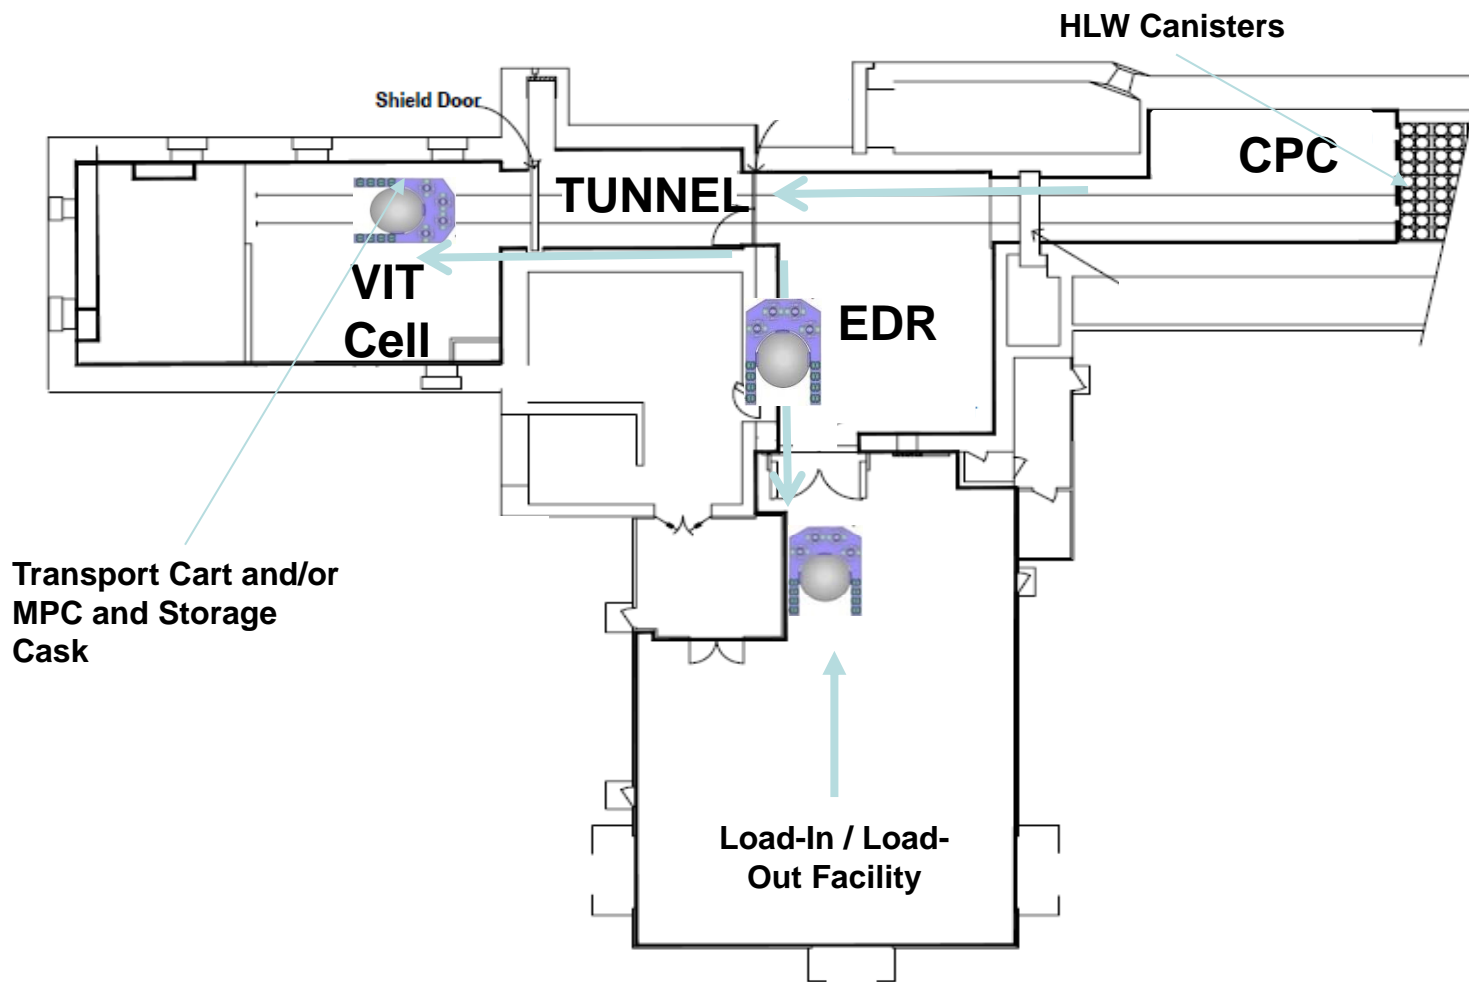 HLW Canisters
Shield Door
CPC
TUNNEL
VIT
Cell
EDR
Transport Cart and/or
MPC and Storage
Cask
Load-In / Load-
Out Facility